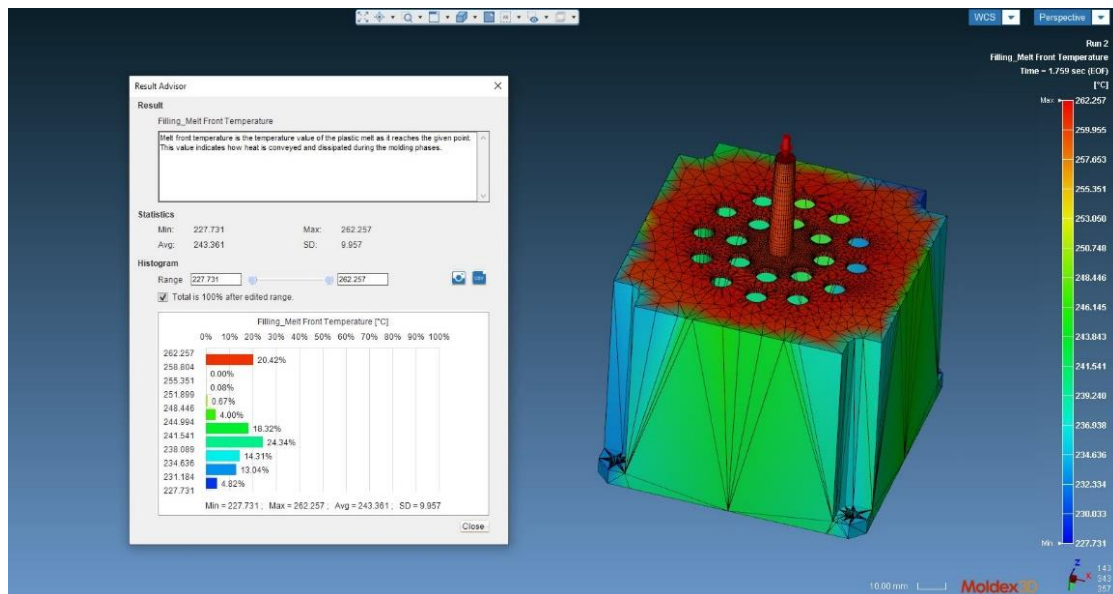 WCS
Perspective
Run 2
Filling_Melt Front Temperature
Time = 1.759 sec (EOF)
[°C]
Result Advisor
Result
Filling_Melt Front Temperature
Melt front temperature is the temperature value of the plastic melt as it reaches the given point.
This value indicates how heat is conveyed and dissipated during the molding phases.
Statistics
Min: 227.731 Max: 262.257
Avg: 243.361 SD: 9.957
Histogram
Range 227.731 262.257
CSV
Total is 100% after edited range.
Filling_Melt Front Temperature [°C]
0% 10% 20% 30% 40% 50% 60% 70% 80% 90% 100%
262.257
20.42%
258.804
0.00%
255.351
0.08%
251.899
0.67%
248.446
4.00%
244.994
18.32%
241.541
24.34%
238.089
14.31%
234.636
13.04%
231.184
4.82%
227.731
Min = 227.731 ; Max = 262.257 ; Avg = 243.361 ; SD = 9.957
Close
Max 262.257
259.955
257.653
255.351
253.050
250.748
248.446
246.145
243.843
241.541
239.240
236.938
234.636
232.334
230.033
Min 227.731
10.00 mm
Moldex3D
Z
X
143
343
357